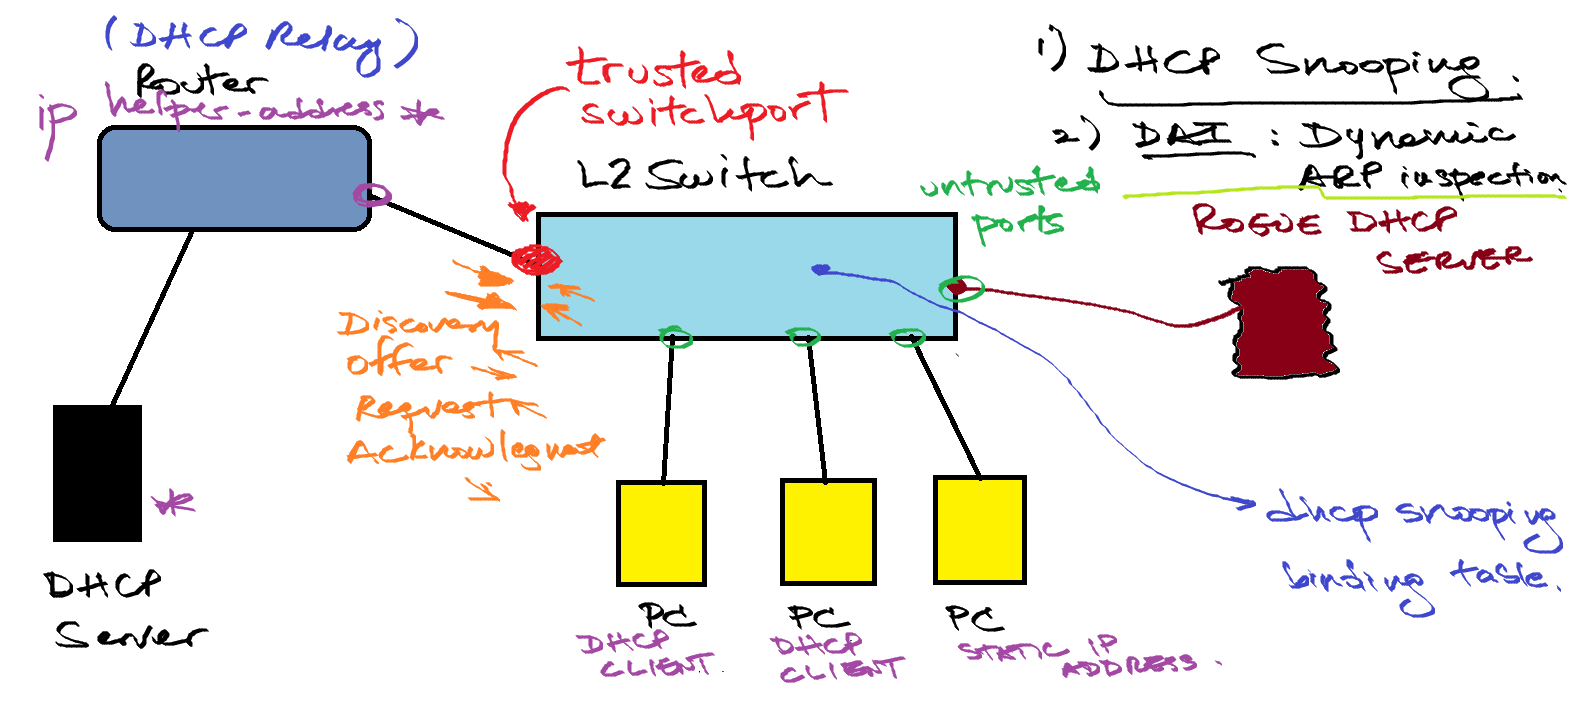 (DHCP Relay)
Router
ip helper-address *
trusted
switchport
L2 Switch
untrusted
ports
1) DHCP Snooping.
2) DAI : Dynamic
ARP inspection.
ROGUE DHCP
SERVER
Discovery
Offer
Request
Acknowlegment
*
DHCP
Server
PC
DHCP
CLIENT.
PC
DHCP
CLIENT
PC
STATIC IP
ADDRESS.
dhcp snooping
binding table.